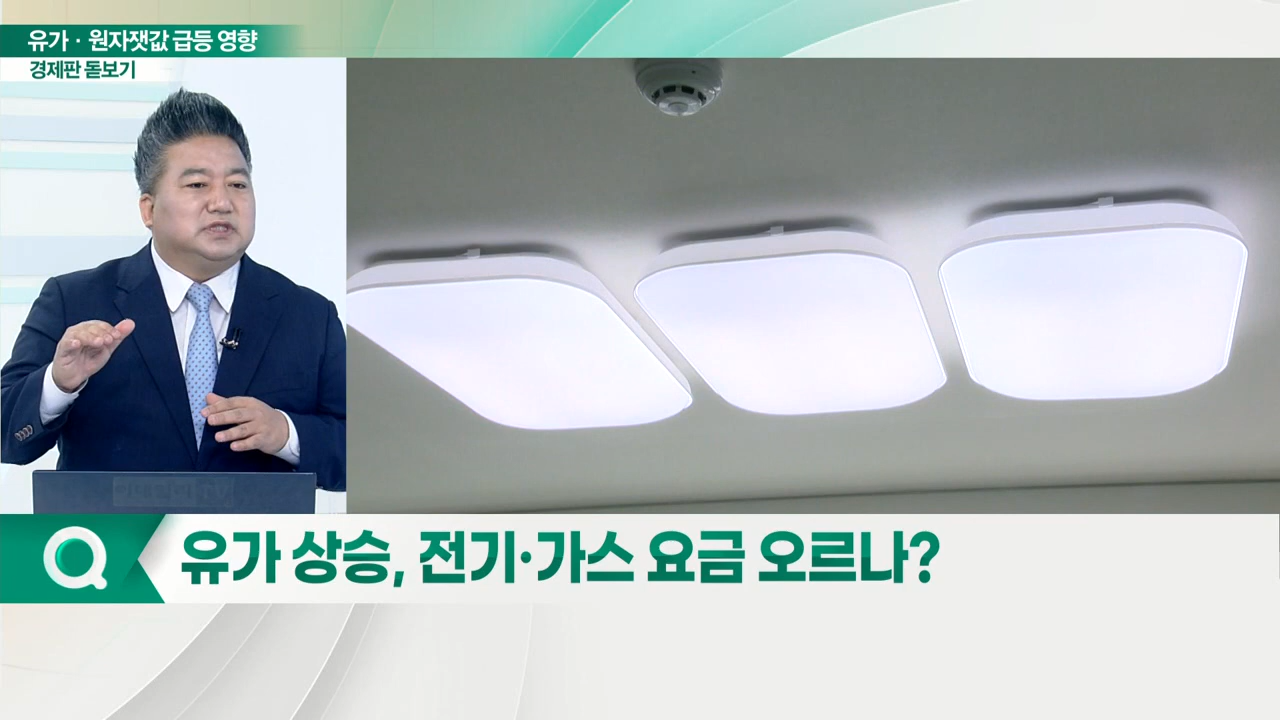 유가 · 원자잿값 급등 영향
경제판 돋보기
유가 상승, 전기·가스 요금 오르나?